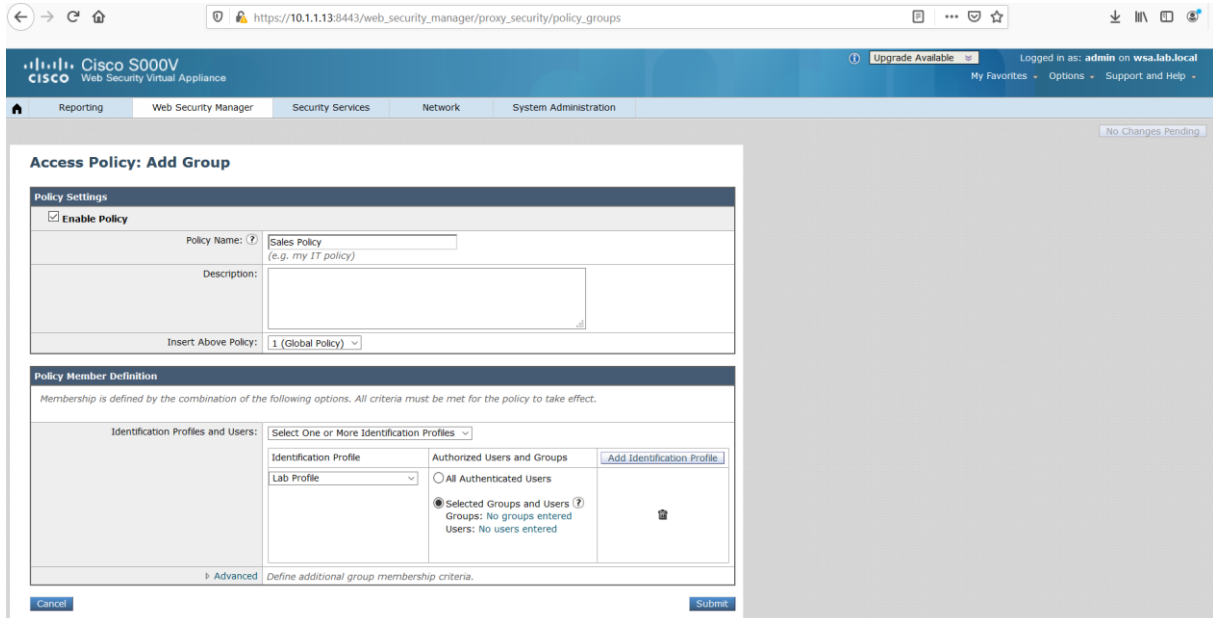 https://10.1.1.13:8443/web_security_manager/proxy_security/policy_groups
Cisco S000V
CISCO Web Security Virtual Appliance
Upgrade Available
Logged in as: admin on wsa.lab.local
My Favorites Options Support and Help
Reporting Web Security Manager Security Services Network System Administration
No Changes Pending
Access Policy: Add Group
Policy Settings
Enable Policy
Policy Name: ? Sales Policy
(e.g. my IT policy)
Description:
Insert Above Policy: 1 (Global Policy)
Policy Member Definition
Membership is defined by the combination of the following options. All criteria must be met for the policy to take effect.
Identification Profiles and Users: Select One or More Identification Profiles
Identification Profile Authorized Users and Groups Add Identification Profile
Lab Profile All Authenticated Users
Selected Groups and Users ?
Groups: No groups entered
Users: No users entered
Advanced Define additional group membership criteria.
Cancel Submit